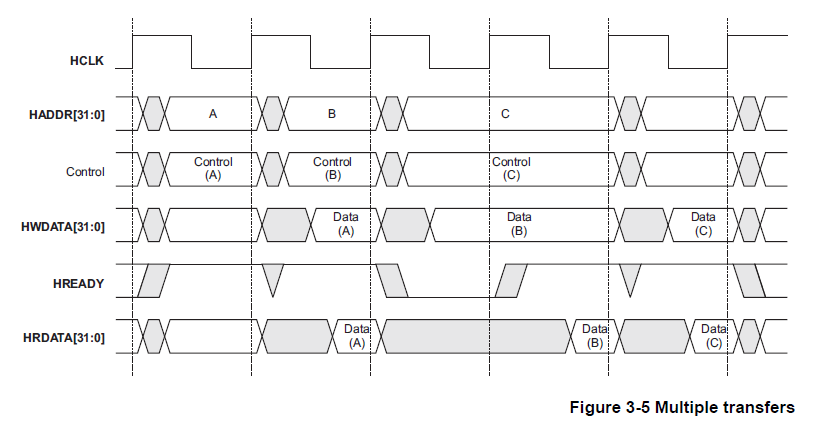 HCLK
HADDR[31:0]
A
B
C
Control
Control
(A)
Control
(B)
Control
(C)
HWDATA[31:0]
Data
(A)
Data
(B)
Data
(C)
HREADY
HRDATA[31:0]
Data
(A)
Data
(B)
Data
(C)
Figure 3-5 Multiple transfers